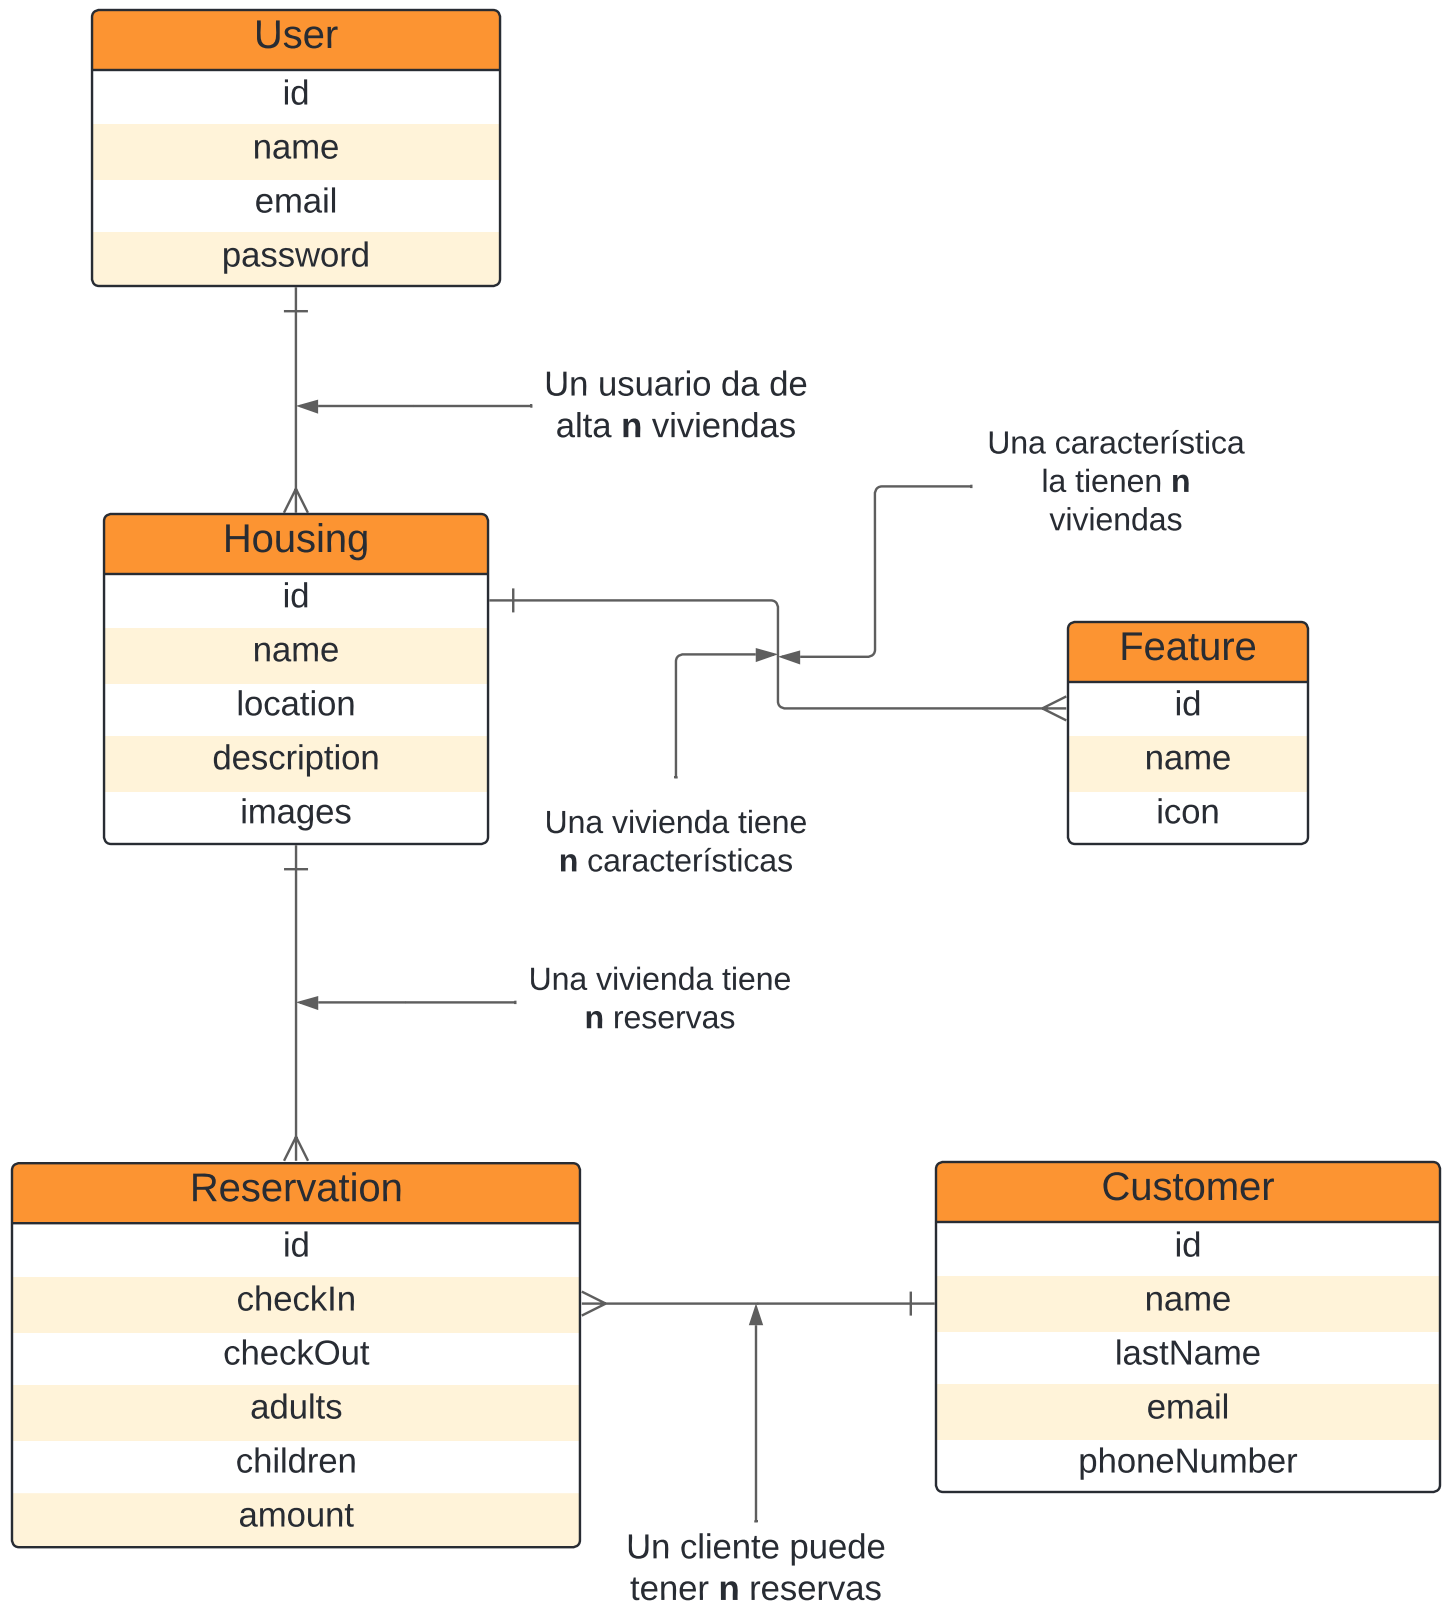 User
id
name
email
password
Un usuario da de
alta n viviendas
Una característica
la tienen n
viviendas
Housing
id
name
location
description
images
Feature
id
name
icon
Una vivienda tiene
n características
Una vivienda tiene
n reservas
Reservation
id
checkIn
checkOut
adults
children
amount
Customer
id
name
lastName
email
phoneNumber
Un cliente puede
tener n reservas